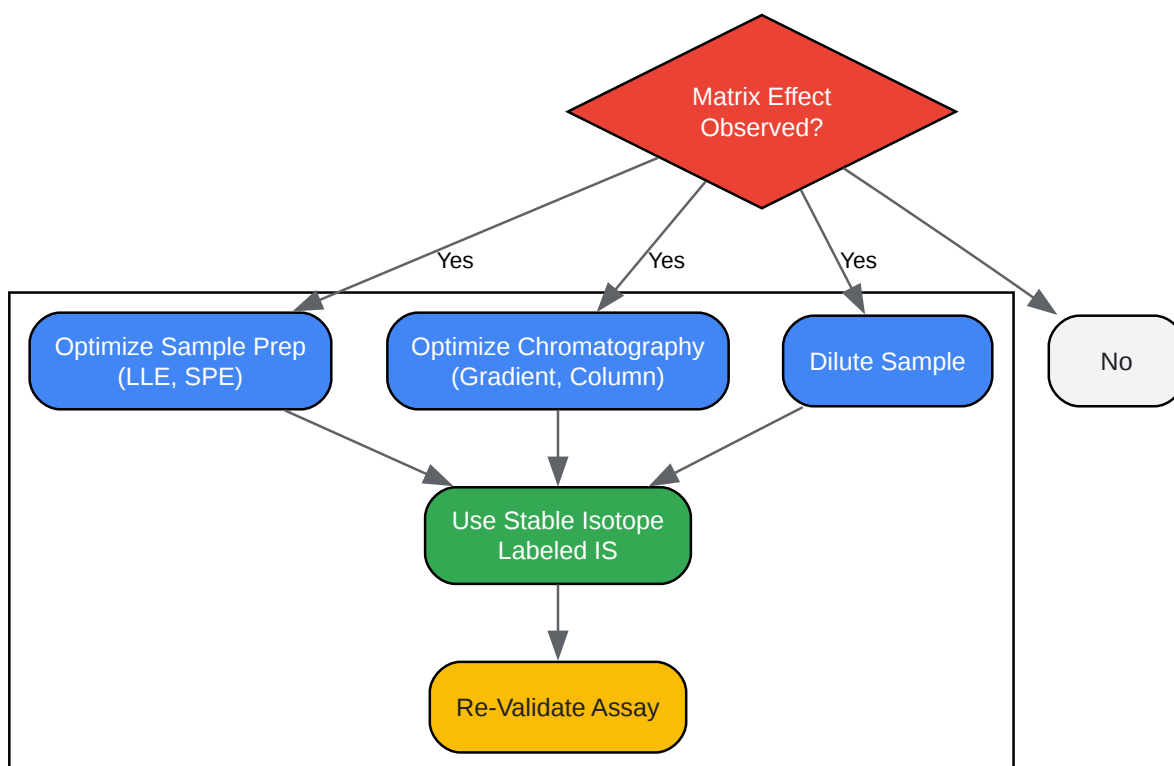 Matrix Effect
Observed?
Yes
Yes
Yes
Optimize Sample Prep
(LLE, SPE)
Optimize Chromatography
(Gradient, Column)
Dilute Sample
No
Use Stable Isotope
Labeled IS
Re-Validate Assay